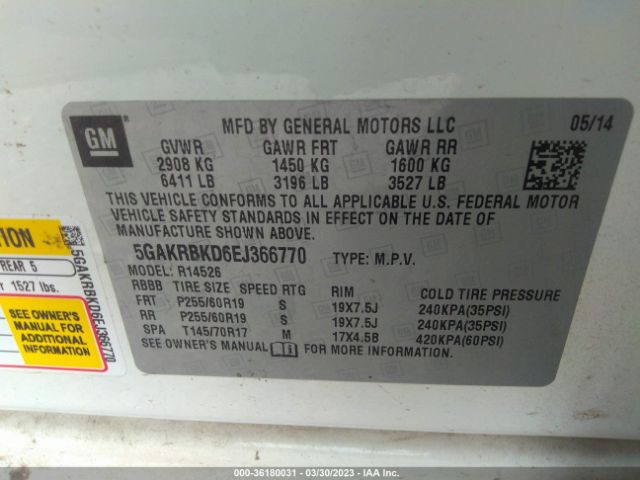 GM
MFD BY GENERAL MOTORS LLC
05/14
GVWR GAWR FRT GAWR RR
2908 KG 1450 KG 1600 KG
6411 LB 3196 LB 3527 LB
THIS VEHICLE CONFORMS TO ALL APPLICABLE U.S. FEDERAL MOTOR
VEHICLE SAFETY STANDARDS IN EFFECT ON THE DATE OF
MANUFACTURE SHOWN ABOVE.
5GAKRBKD6EJ366770 TYPE: M.P.V.
MODEL: R14526
RBBB TIRE SIZE SPEED RTG RIM COLD TIRE PRESSURE
FRT P255/60R19 S 19X7.5J 240KPA(35PSI)
RR P255/60R19 S 19X7.5J 240KPA(35PSI)
SPA T145/70R17 M 17X4.5B 420KPA(60PSI)
SEE OWNER'S MANUAL FOR MORE INFORMATION.
REAR 5
1527 lbs.
SEE OWNER'S
MANUAL FOR
ADDITIONAL
INFORMATION
5GAKRBKD6EJ366770
000-36180031 - 03/30/2023 - IAA Inc.